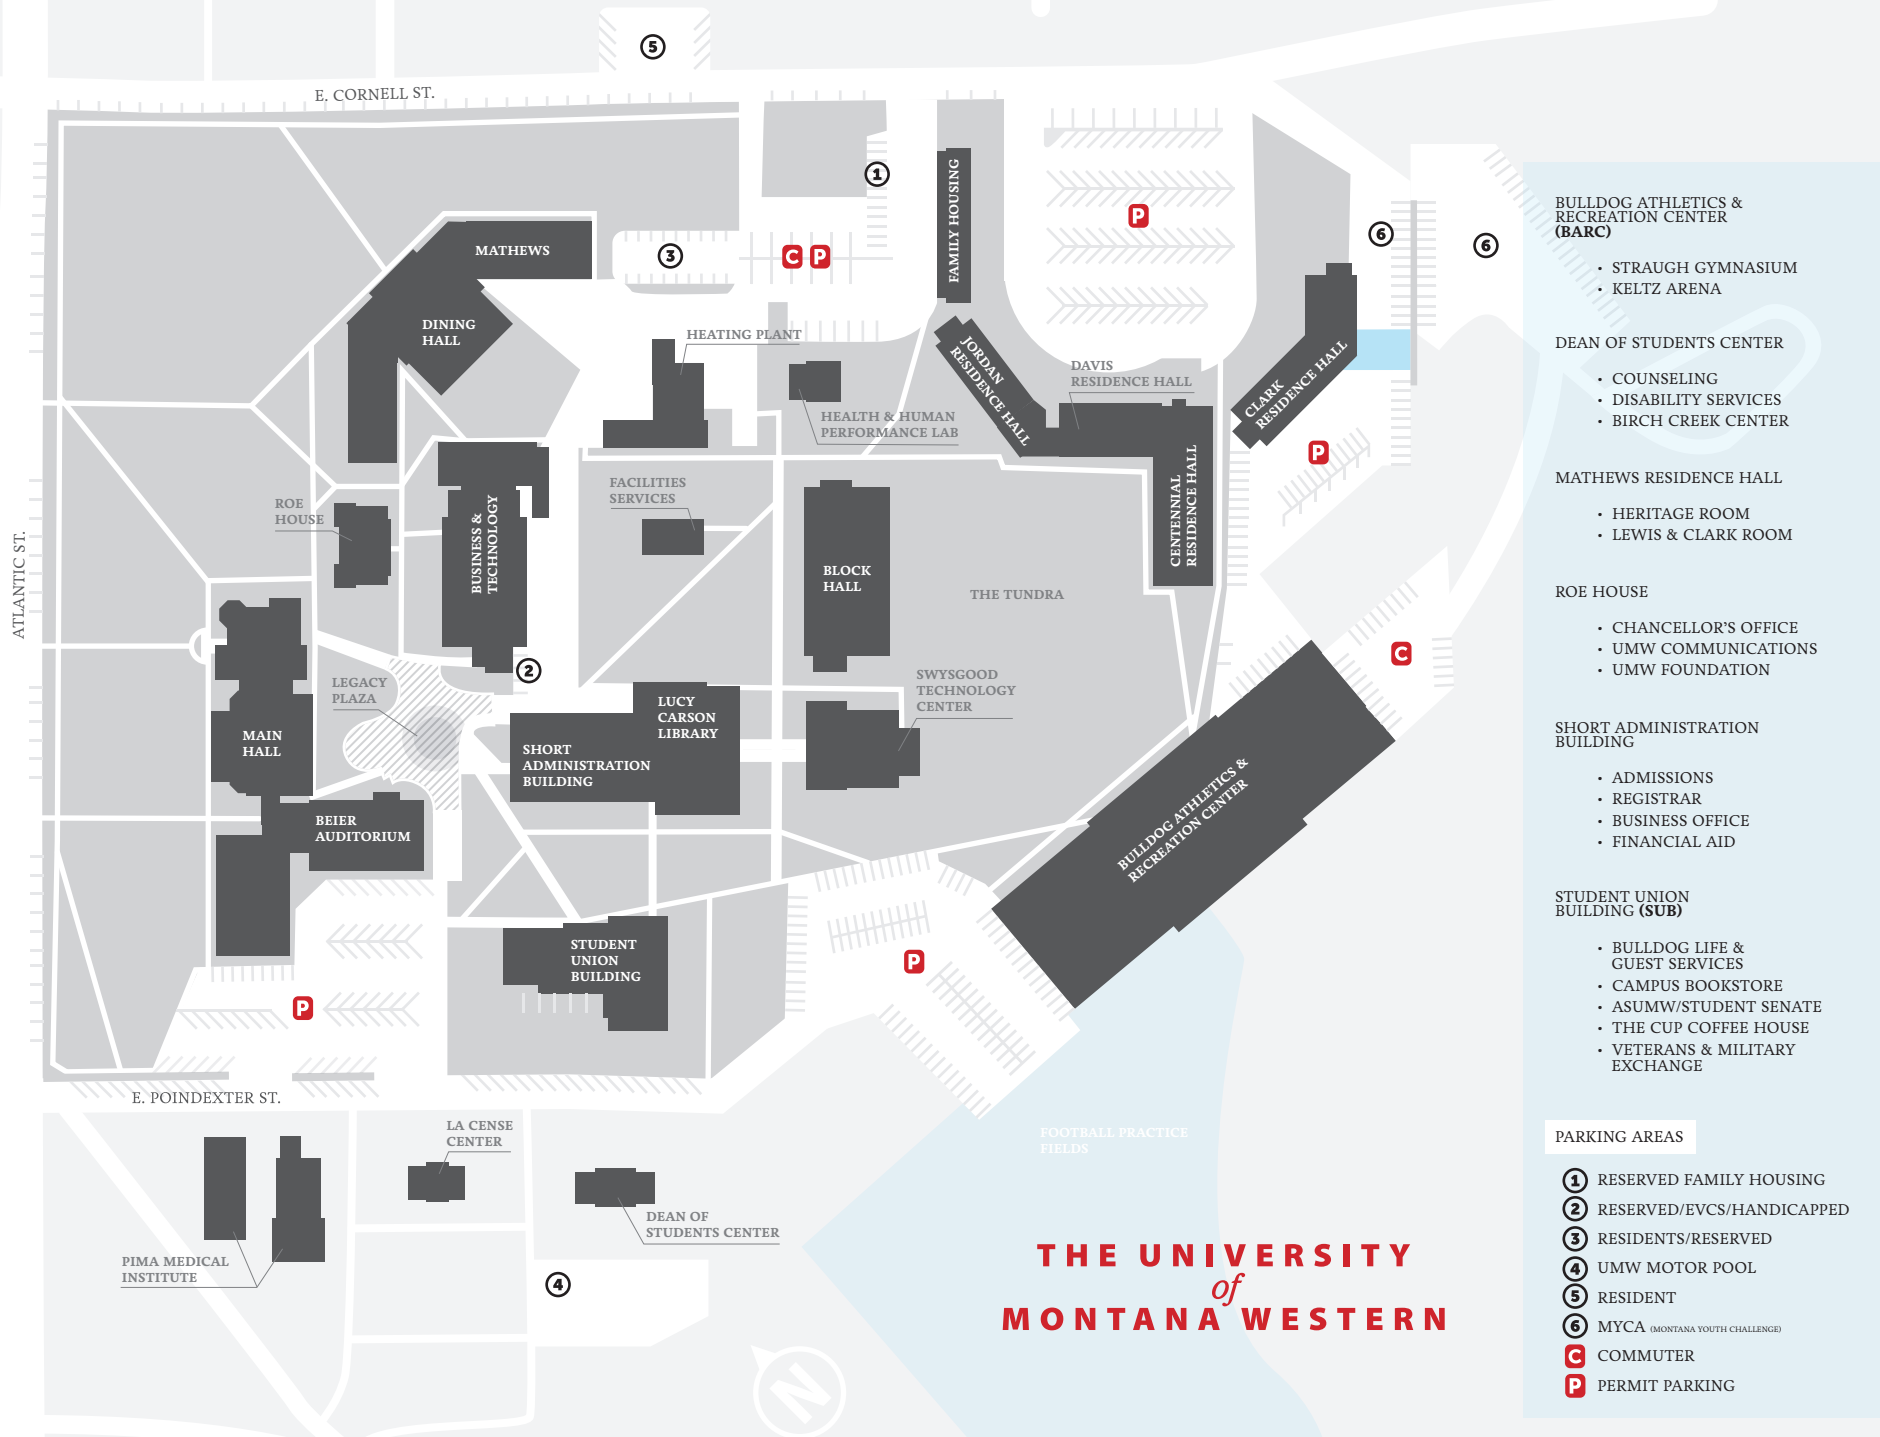 5
E. CORNELL ST.
1
FAMILY HOUSING
P
6
6
MATHEWS
3
C P
DINING
HALL
HEATING PLANT
JORDAN
RESIDENCE HALL
DAVIS
RESIDENCE HALL
CLARK
RESIDENCE HALL
HEALTH & HUMAN
PERFORMANCE LAB
P
ROE
HOUSE
FACILITIES
SERVICES
BUSINESS &
TECHNOLOGY
CENTENNIAL
RESIDENCE HALL
ATLANTIC ST.
BLOCK
HALL
THE TUNDRA
C
2
LEGACY
PLAZA
SWYSGOOD
TECHNOLOGY
CENTER
LUCY
CARSON
LIBRARY
MAIN
HALL
SHORT
ADMINISTRATION
BUILDING
BULLDOG ATHLETICS &
RECREATION CENTER
BEIER
AUDITORIUM
STUDENT
UNION
BUILDING
P
P
E. POINDEXTER ST.
LA CENSE
CENTER
FOOTBALL PRACTICE
FIELDS
DEAN OF
STUDENTS CENTER
PIMA MEDICAL
INSTITUTE
4
N
THE UNIVERSITY
of
MONTANA WESTERN
BULLDOG ATHLETICS &
RECREATION CENTER
(BARC)
• STRAUGH GYMNASIUM
• KELTZ ARENA
DEAN OF STUDENTS CENTER
• COUNSELING
• DISABILITY SERVICES
• BIRCH CREEK CENTER
MATHEWS RESIDENCE HALL
• HERITAGE ROOM
• LEWIS & CLARK ROOM
ROE HOUSE
• CHANCELLOR'S OFFICE
• UMW COMMUNICATIONS
• UMW FOUNDATION
SHORT ADMINISTRATION
BUILDING
• ADMISSIONS
• REGISTRAR
• BUSINESS OFFICE
• FINANCIAL AID
STUDENT UNION
BUILDING (SUB)
• BULLDOG LIFE &
GUEST SERVICES
• CAMPUS BOOKSTORE
• ASUMW/STUDENT SENATE
• THE CUP COFFEE HOUSE
• VETERANS & MILITARY
EXCHANGE
PARKING AREAS
1 RESERVED FAMILY HOUSING
2 RESERVED/EVCS/HANDICAPPED
3 RESIDENTS/RESERVED
4 UMW MOTOR POOL
5 RESIDENT
6 MYCA (MONTANA YOUTH CHALLENGE)
C COMMUTER
P PERMIT PARKING